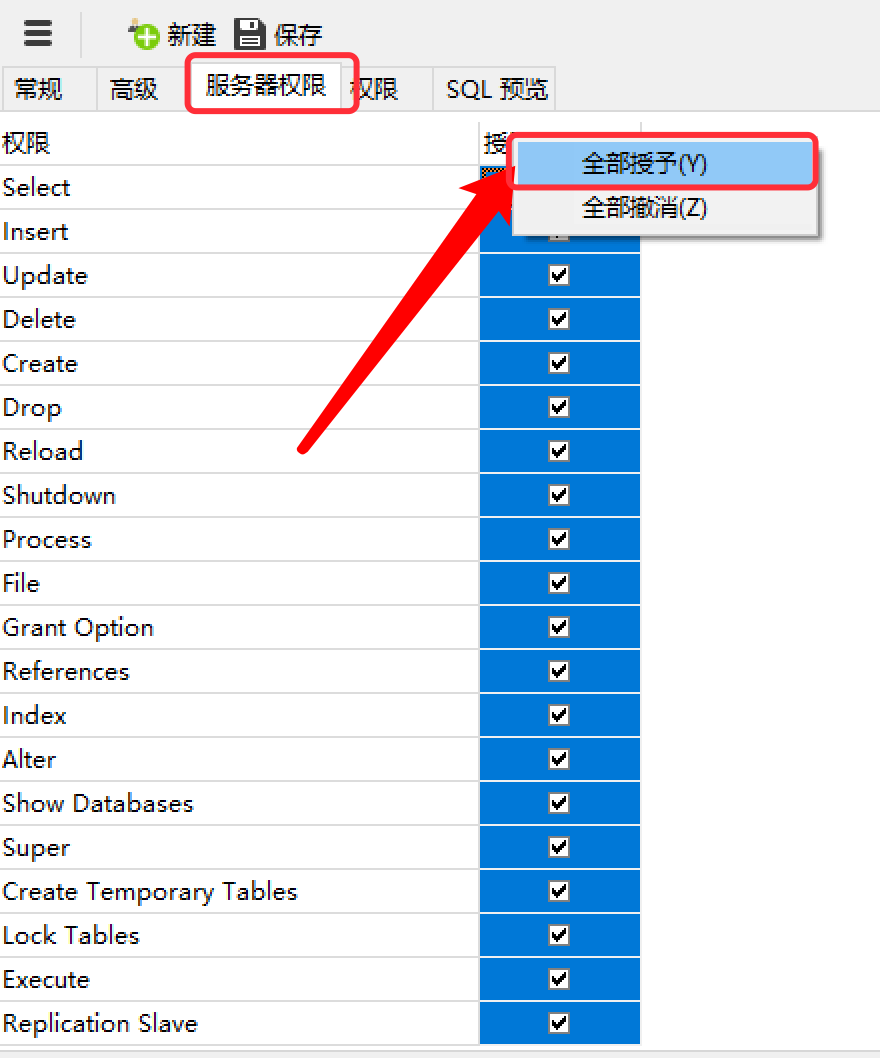 新建 保存
常规 高级 服务器权限 权限 SQL 预览
权限 授
全部授予(Y)
Select
全部撤消(Z)
Insert
Update
Delete
Create
Drop
Reload
Shutdown
Process
File
Grant Option
References
Index
Alter
Show Databases
Super
Create Temporary Tables
Lock Tables
Execute
Replication Slave